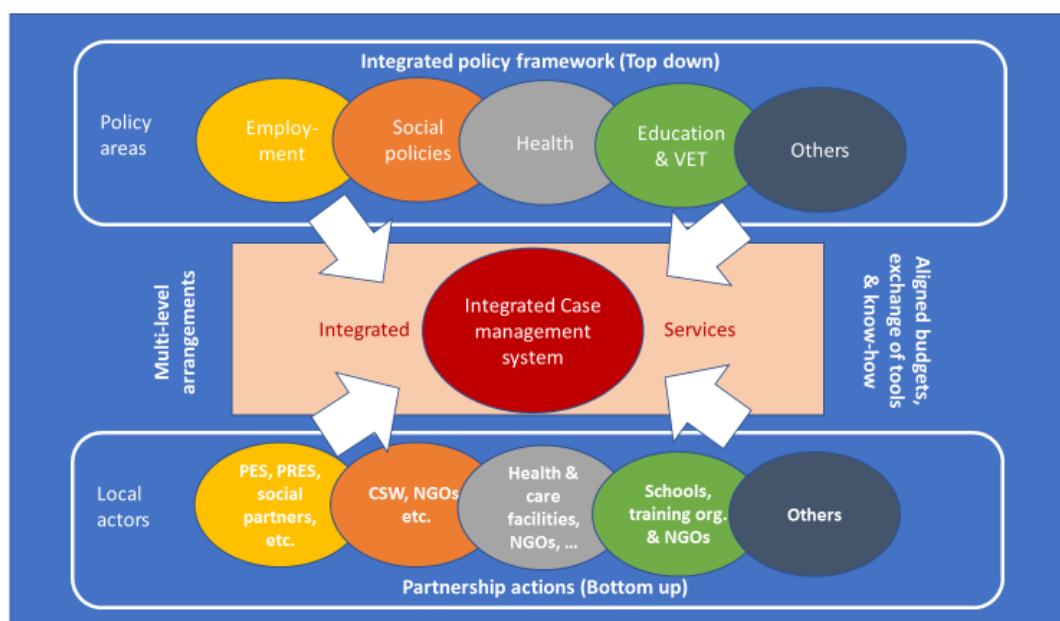 Integrated policy framework (Top down)
Policy
areas
Employ-
ment
Social
policies
Health
Education
& VET
Others
Multi-level
arrangements
Integrated
Integrated Case
management
system
Services
Aligned budgets,
exchange of tools
& know-how
Local
actors
PES, PRES,
social
partners,
etc.
CSW, NGOs
etc.
Health &
care
facilities,
NGOs, ...
Schools,
training org.
& NGOs
Others
Partnership actions (Bottom up)